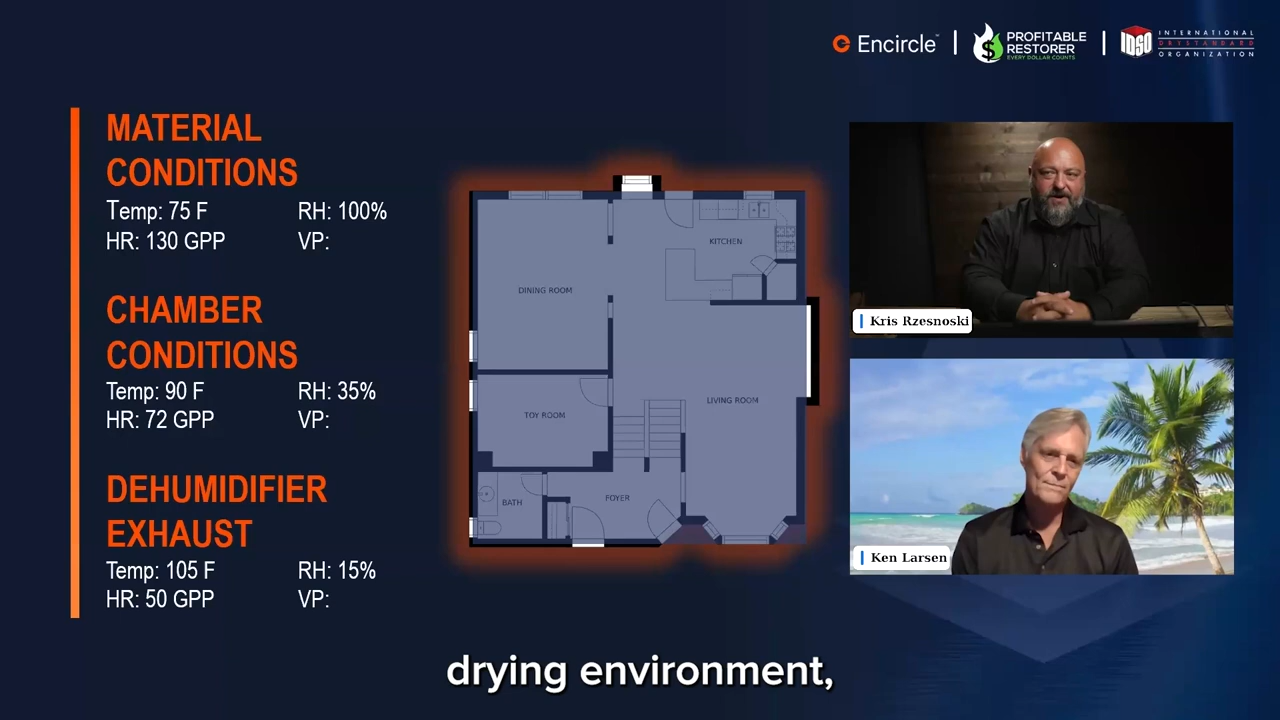 Encircle
PROFITABLE
RESTORER
EVERY DOLLAR COUNTS
IDSO
INTERNATIONAL
DRYSTANDARD
ORGANIZATION
MATERIAL
CONDITIONS
Temp: 75 F RH: 100%
HR: 130 GPP VP:
CHAMBER
CONDITIONS
Temp: 90 F RH: 35%
HR: 72 GPP VP:
DEHUMIDIFIER
EXHAUST
Temp: 105 F RH: 15%
HR: 50 GPP VP:
KITCHEN
DINING ROOM
LIVING ROOM
TOY ROOM
BATH
FOYER
Kris Rzesnoski
Ken Larsen
drying environment,